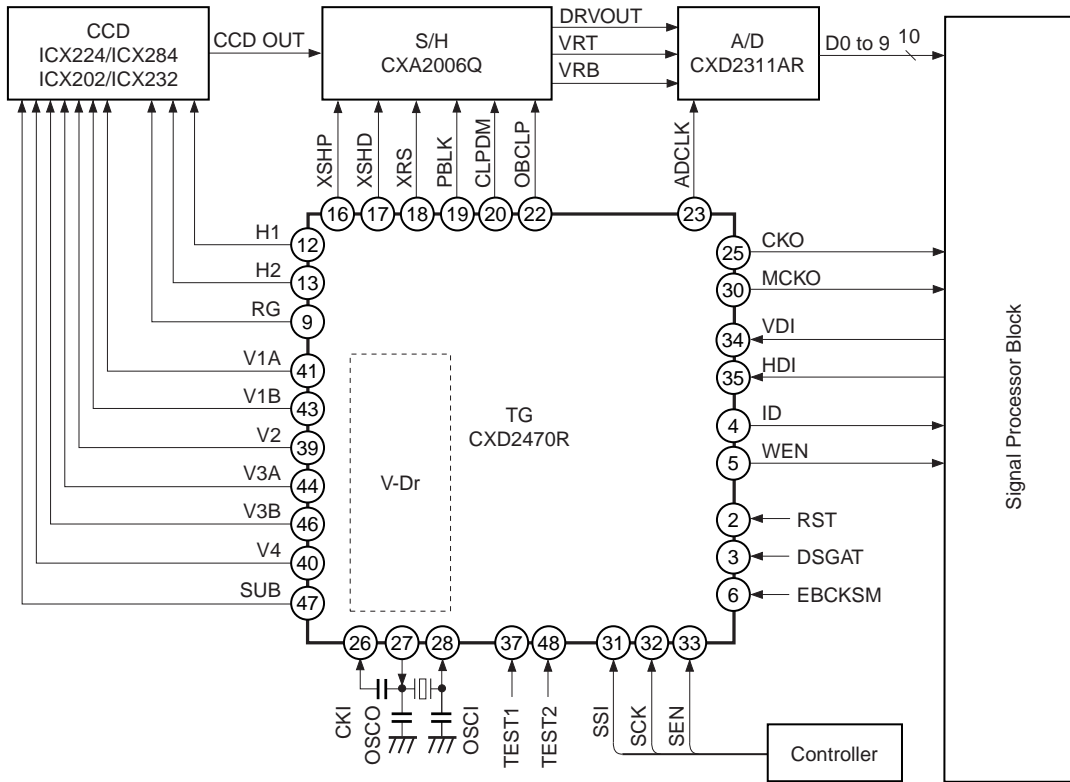 CCD
ICX224/ICX284
ICX202/ICX232
CCD OUT
S/H
CXA2006Q
DRVOUT
VRT
VRB
A/D
CXD2311AR
D0 to 9
10
Signal Processor Block
XSHP
XSHD
XRS
PBLK
CLPDM
OBCLP
ADCLK
16
17
18
19
20
22
23
H1
12
H2
13
RG
9
V1A
41
V1B
43
V2
39
V3A
44
V3B
46
V4
40
SUB
47
V-Dr
TG
CXD2470R
25
CKO
30
MCKO
34
VDI
35
HDI
4
ID
5
WEN
2
RST
3
DSGAT
6
EBCKSM
26
27
28
37
48
31
32
33
CKI
OSCO
OSCI
TEST1
TEST2
SSI
SCK
SEN
Controller